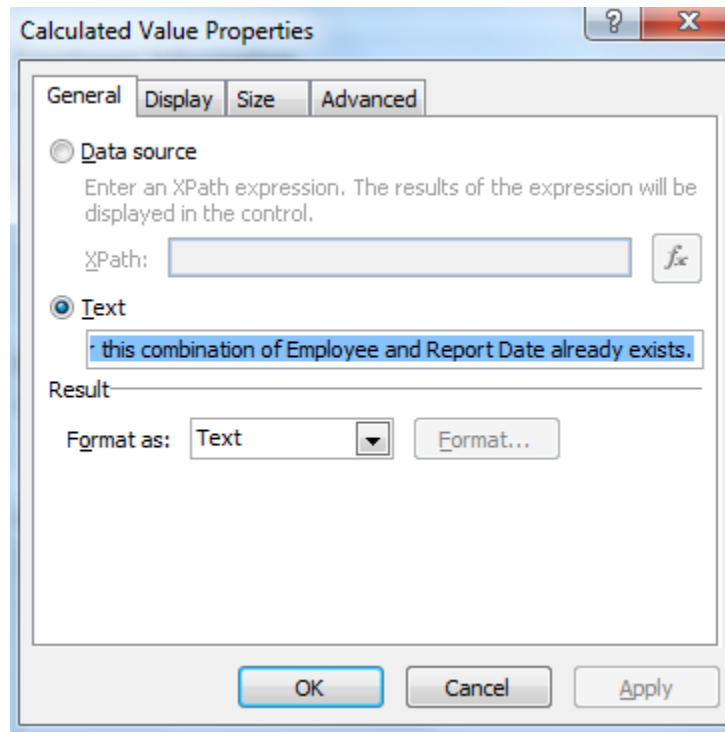 Calculated Value Properties
General Display Size Advanced
Data source
Enter an XPath expression. The results of the expression will be
displayed in the control.
XPath: fx
Text
this combination of Employee and Report Date already exists.
Result
Format as: Text Format...
OK Cancel Apply